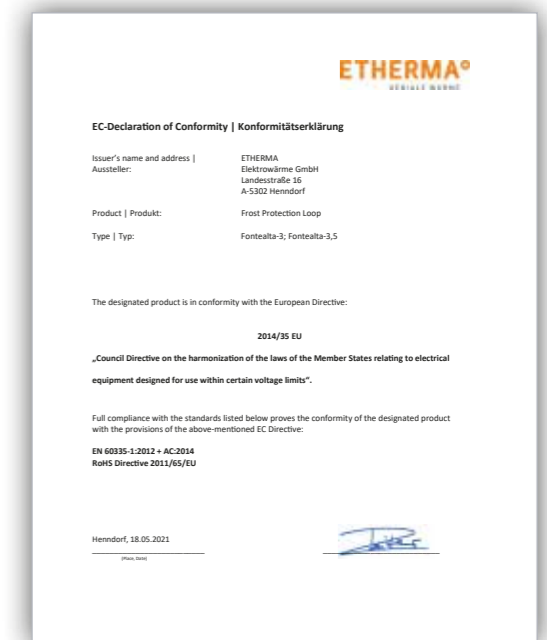 ETHERMA
EC-Declaration of Conformity | Konformitätserklärung
Issuer's name and address | ETHERMA
Aussteller: Elektrowärme GmbH
Landesstraße 16
A-5302 Henndorf
Product | Produkt: Frost Protection Loop
Type | Typ: Fontealta-3; Fontealta-3,5
The designated product is in conformity with the European Directive:
2014/35 EU
„Council Directive on the harmonization of the laws of the Member States relating to electrical
equipment designed for use within certain voltage limits“.
Full compliance with the standards listed below proves the conformity of the designated product
with the provisions of the above-mentioned EC Directive:
EN 60335-1:2012 + AC:2014
RoHS Directive 2011/65/EU
Henndorf, 18.05.2021
(Place, Date)